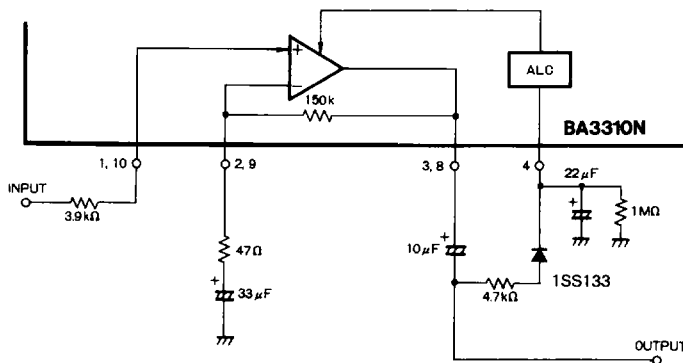 +
−
ALC
150k
BA3310N
1, 10
2, 9
3, 8
4
22μF
+
1MΩ
INPUT
3.9kΩ
47Ω
+
33μF
+
10μF
4.7kΩ
1SS133
OUTPUT